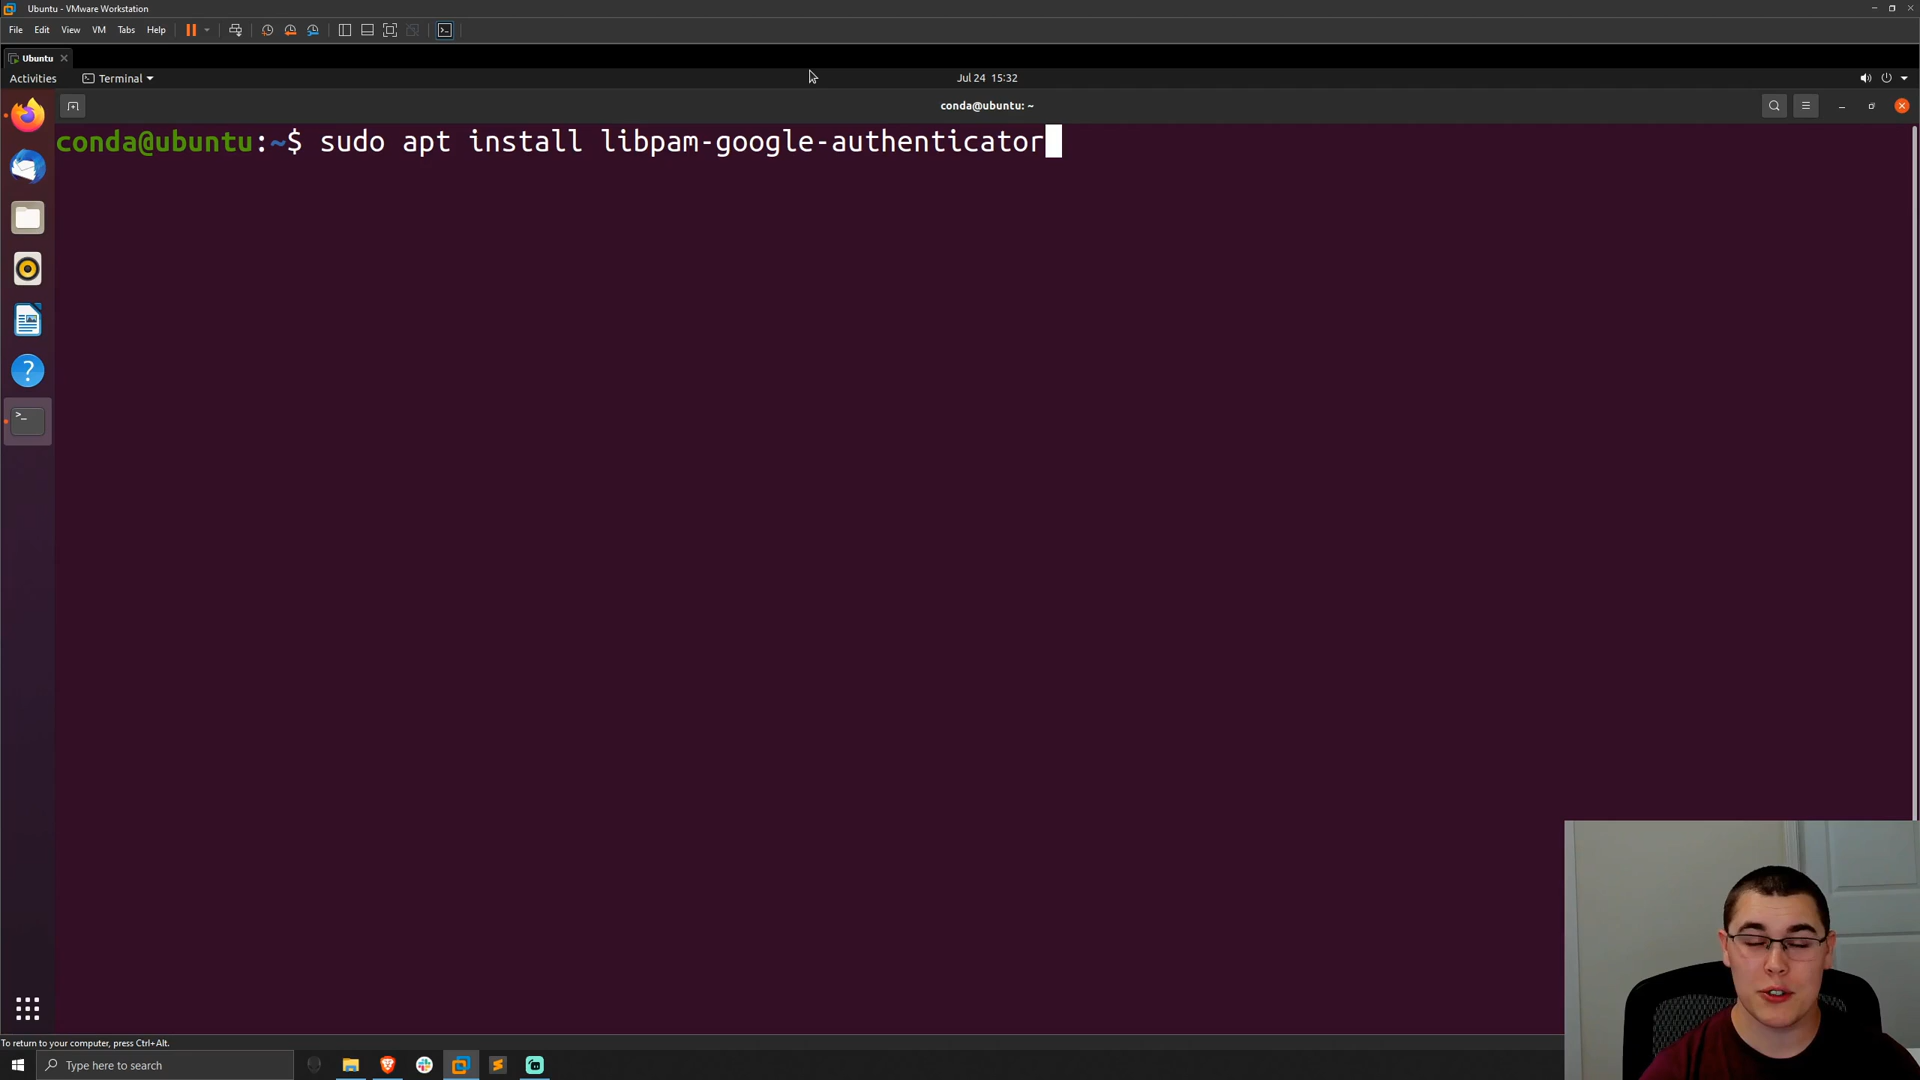 Ubuntu - VMware Workstation
File Edit View VM Tabs Help
Ubuntu
Activities Terminal Jul 24 15:32
conda@ubuntu: ~
conda@ubuntu:~$ sudo apt install libpam-google-authenticator
To return to your computer, press Ctrl+Alt.
Type here to search